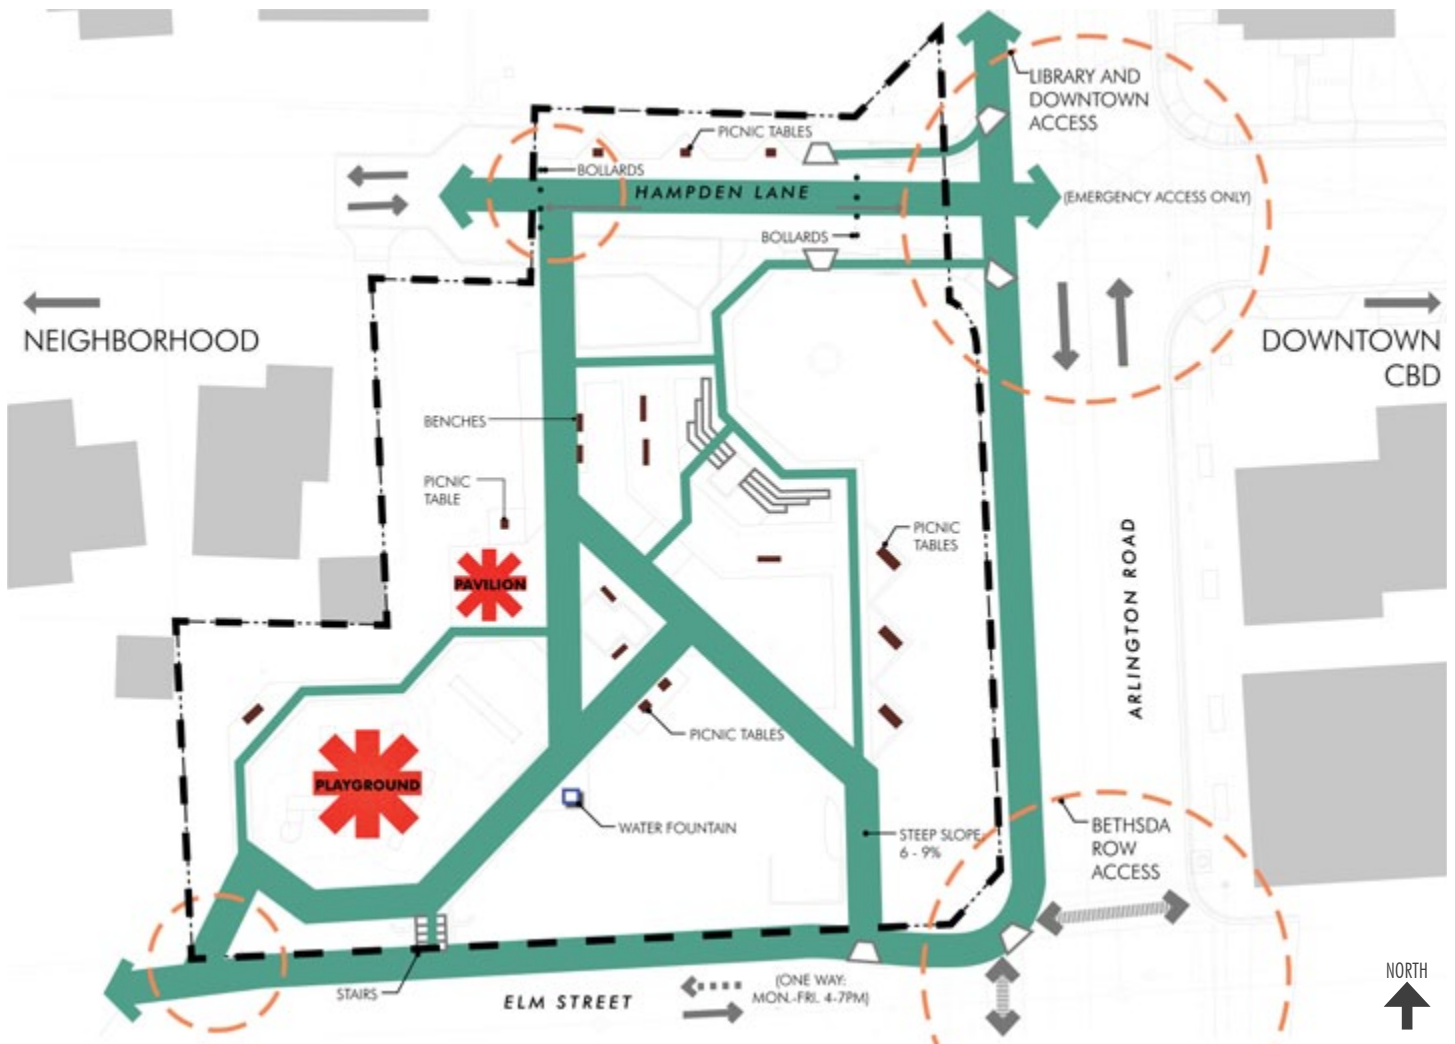 LIBRARY AND
DOWNTOWN
ACCESS
PICNIC TABLES
BOLLARDS
HAMPDEN LANE
(EMERGENCY ACCESS ONLY)
BOLLARDS
NEIGHBORHOOD
DOWNTOWN
CBD
BENCHES
PICNIC
TABLE
PICNIC
TABLES
PAVILION
ARLINGTON ROAD
PICNIC TABLES
PLAYGROUND
WATER FOUNTAIN
STEEP SLOPE
6 - 9%
BETHSDA
ROW
ACCESS
STAIRS
ELM STREET
(ONE WAY:
MON.-FRI. 4-7PM)
NORTH